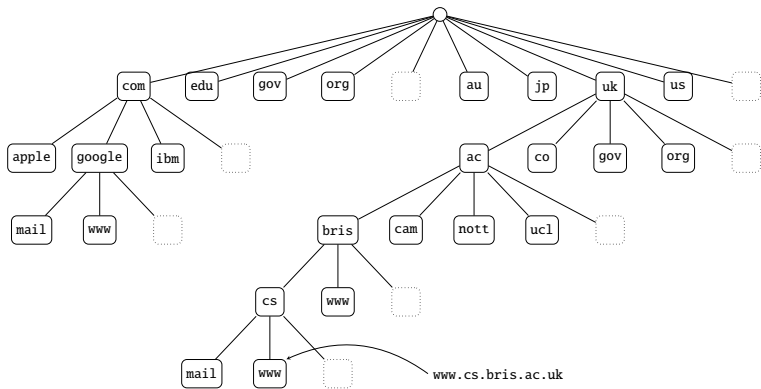 com edu gov org au jp uk us
apple google ibm ac co gov org
mail www bris cam nott ucl
cs www
mail www www.cs.bris.ac.uk